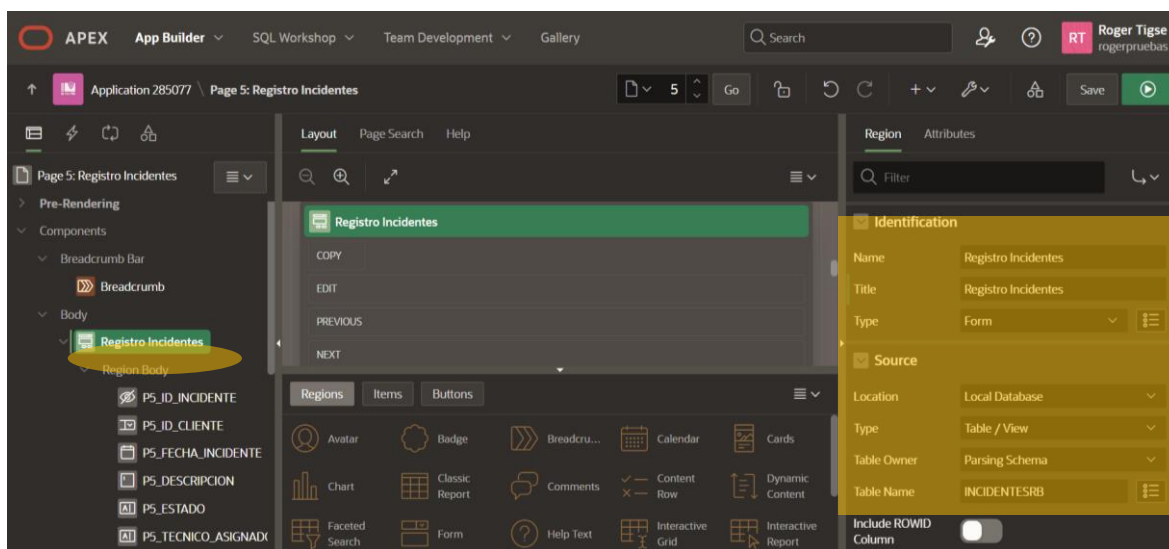 APEX App Builder SQL Workshop Team Development Gallery Search RT Roger Tigse
rogerpruebas
Application 285077 \ Page 5: Registro Incidentes 5 Go Save
Page 5: Registro Incidentes
Pre-Rendering
Components
Breadcrumb Bar
Breadcrumb
Body
Registro Incidentes
Region Body
P5_ID_INCIDENTE
P5_ID_CLIENTE
P5_FECHA_INCIDENTE
P5_DESCRIPCION
P5_ESTADO
P5_TECNICO_ASIGNADO
Layout Page Search Help
Registro Incidentes
COPY
EDIT
PREVIOUS
NEXT
Regions Items Buttons
Avatar Badge Breadcru... Calendar Cards
Chart Classic Report Comments Content Row Dynamic Content
Faceted Search Form Help Text Interactive Grid Interactive Report
Region Attributes
Filter
Identification
Name Registro Incidentes
Title Registro Incidentes
Type Form
Source
Location Local Database
Type Table / View
Table Owner Parsing Schema
Table Name INCIDENTESRB
Include ROWID
Column